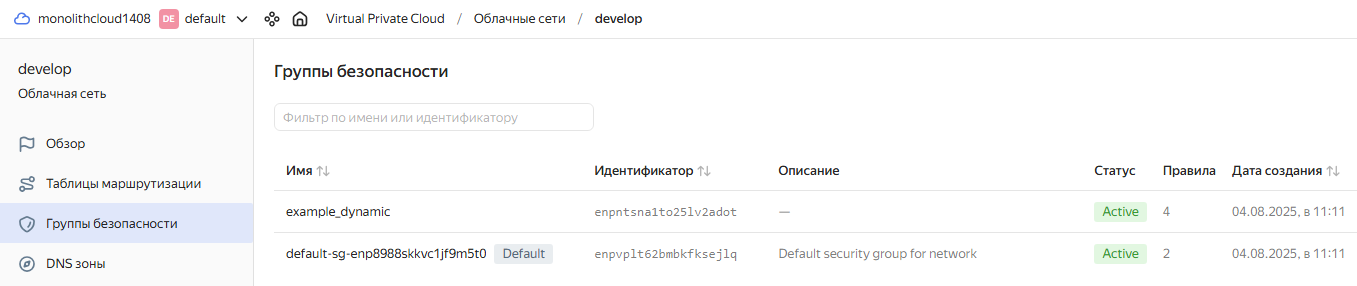 monolithcloud1408 DE default Virtual Private Cloud / Облачные сети / develop
develop
Облачная сеть
Обзор
Таблицы маршрутизации
Группы безопасности
DNS зоны
Группы безопасности
Фильтр по имени или идентификатору
Имя Идентификатор Описание Статус Правила Дата создания
example_dynamic enpntsna1to25lv2adot — Active 4 04.08.2025, в 11:11
default-sg-enp8988skkvc1jf9m5t0 Default enpvplt62bmbkfksejlq Default security group for network Active 2 04.08.2025, в 11:11